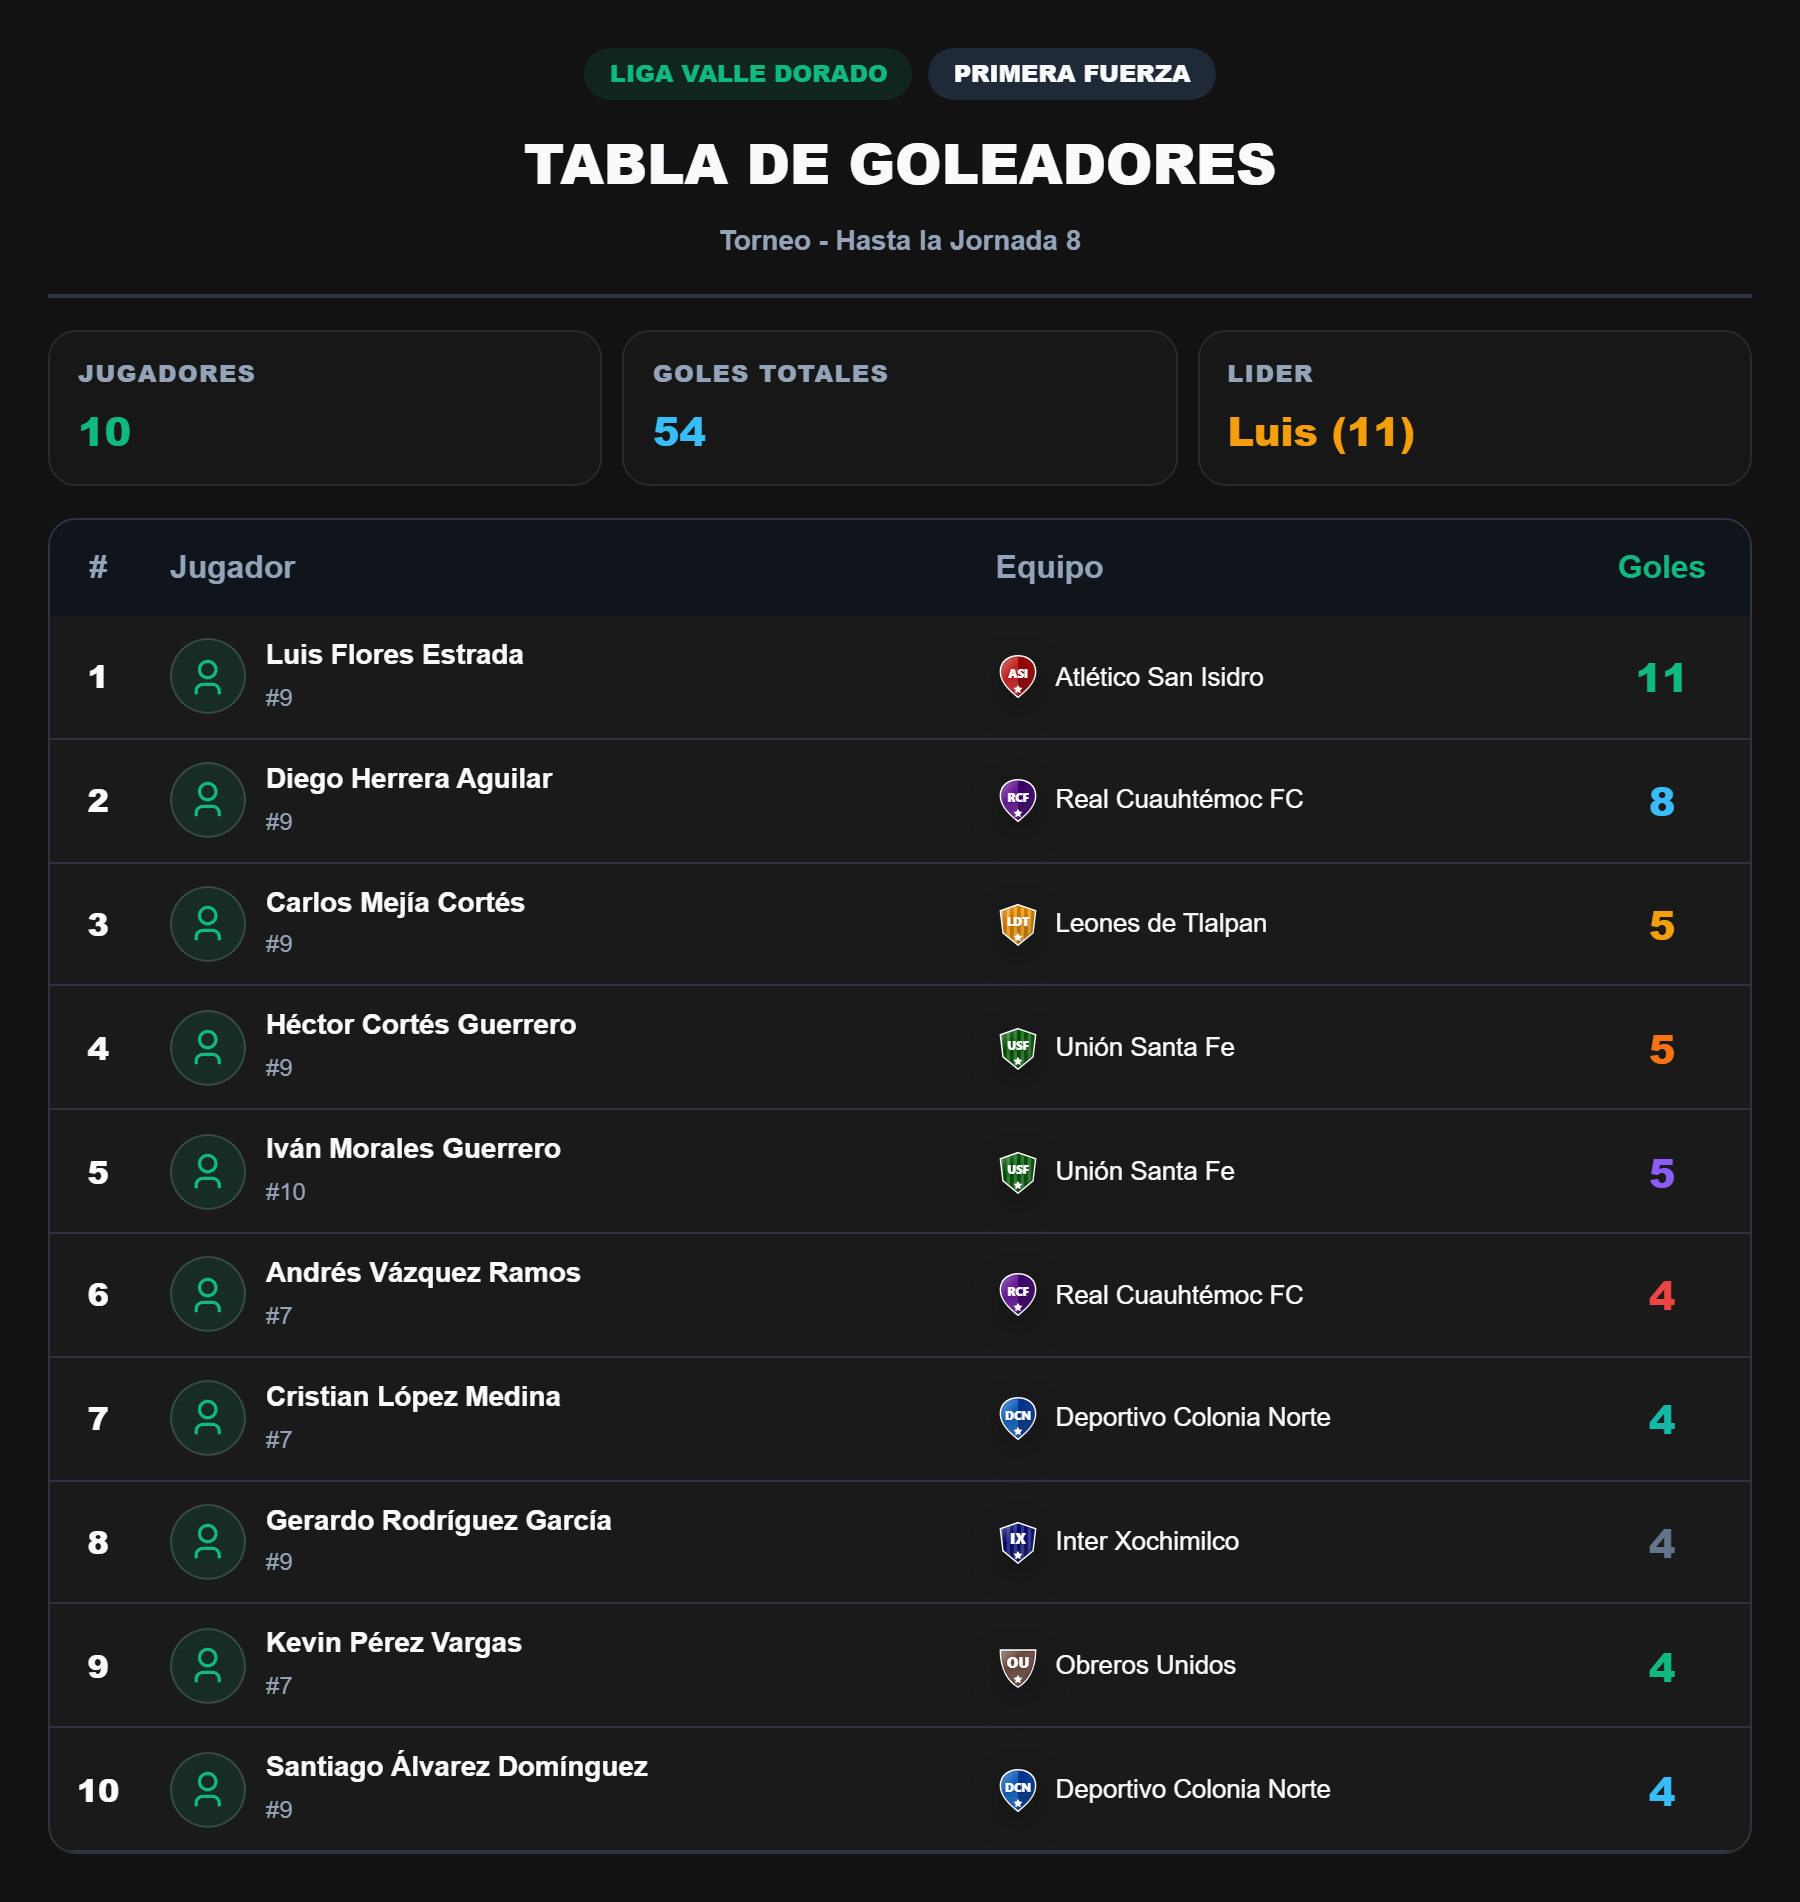 LIGA VALLE DORADO
PRIMERA FUERZA
TABLA DE GOLEADORES
Torneo - Hasta la Jornada 8
JUGADORES
10
GOLES TOTALES
54
LIDER
Luis (11)
# Jugador Equipo Goles
1 Luis Flores Estrada #9 ASI Atlético San Isidro 11
2 Diego Herrera Aguilar #9 RCF Real Cuauhtémoc FC 8
3 Carlos Mejía Cortés #9 LDT Leones de Tlalpan 5
4 Héctor Cortés Guerrero #9 USF Unión Santa Fe 5
5 Iván Morales Guerrero #10 USF Unión Santa Fe 5
6 Andrés Vázquez Ramos #7 RCF Real Cuauhtémoc FC 4
7 Cristian López Medina #7 DCN Deportivo Colonia Norte 4
8 Gerardo Rodríguez García #9 IX Inter Xochimilco 4
9 Kevin Pérez Vargas #7 OU Obreros Unidos 4
10 Santiago Álvarez Domínguez #9 DCN Deportivo Colonia Norte 4